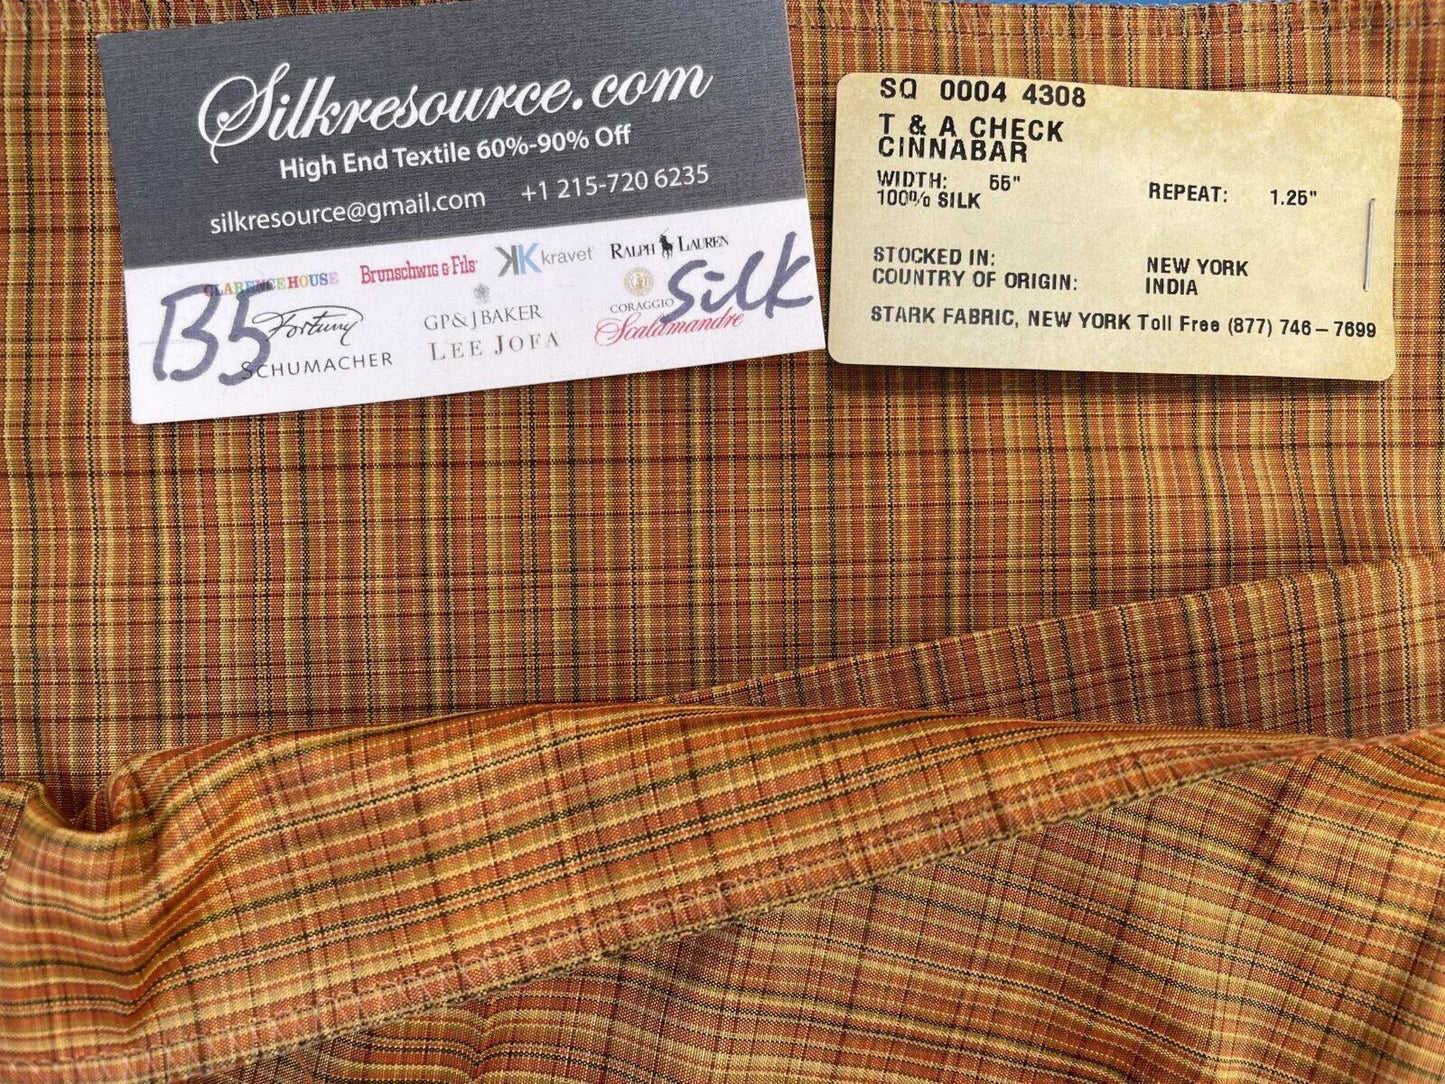 Silkresource.com
High End Textile 60%-90% Off
silkresource@gmail.com +1 215-720 6235
CLARENCE HOUSE Brunschwig & Fils kravet RALPH LAUREN
B5 Fortuny GP & J BAKER CORAGGIO Silk
SCHUMACHER LEE JOFA Scalamandre
SQ 0004 4308
T & A CHECK
CINNABAR
WIDTH: 55" REPEAT: 1.25"
100% SILK
STOCKED IN: NEW YORK
COUNTRY OF ORIGIN: INDIA
STARK FABRIC, NEW YORK Toll Free (877) 746-7699